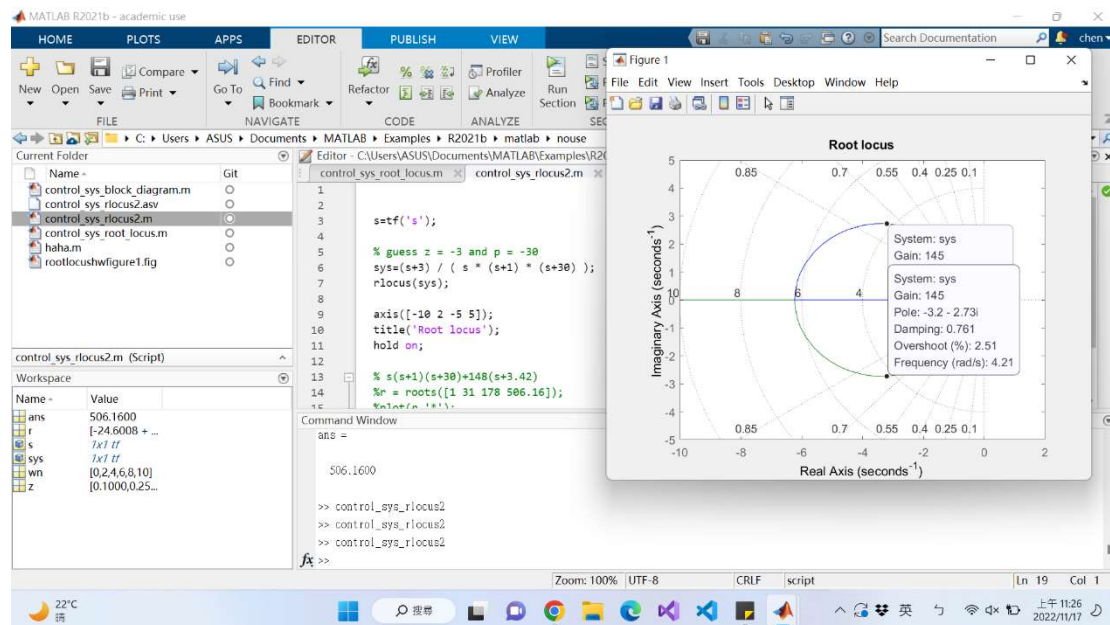 MATLAB R2021b - academic use
HOME PLOTS APPS EDITOR PUBLISH VIEW Search Documentation chen
New Open Save Compare Print Go To Find Bookmark Refactor Profiler Analyze Run Section
FILE NAVIGATE CODE ANALYZE SEC
C: Users ASUS Documents MATLAB Examples R2021b matlab nouse
Current Folder
Name Git
control_sys_block_diagram.m
control_sys_rlocus2.asv
control_sys_rlocus2.m
control_sys_root_locus.m
haha.m
rootlocushwfigure1.fig
control_sys_rlocus2.m (Script)
Workspace
Name Value
ans 506.1600
r [-24.6008 + ...
s 1x1 tf
sys 1x1 tf
wn [0,2,4,6,8,10]
z [0.1000,0.25...
Editor - C:\Users\ASUS\Documents\MATLAB\Examples\R20
control_sys_root_locus.m control_sys_rlocus2.m
1
2
3 s=tf('s');
4
5 % guess z = -3 and p = -30
6 sys=(s+3) / ( s * (s+1) * (s+30) );
7 rlocus(sys);
8
9 axis([-10 2 -5 5]);
10 title('Root locus');
11 hold on;
12
13 % s(s+1)(s+30)+148(s+3.42)
14 %r = roots([1 31 178 506.16]);
15 %plot(r,'*');
Command Window
ans =
506.1600
>> control_sys_rlocus2
>> control_sys_rlocus2
>> control_sys_rlocus2
fx >>
Figure 1
File Edit View Insert Tools Desktop Window Help
Root locus
5
4
3
2
1
0
-1
-2
-3
-4
-5
0.85 0.7 0.55 0.4 0.25 0.1
10 8 6 4
0.85 0.7 0.55 0.4 0.25 0.1
-10 -8 -6 -4 -2 0 2
Imaginary Axis (seconds⁻¹)
Real Axis (seconds⁻¹)
System: sys
Gain: 145
System: sys
Gain: 145
Pole: -3.2 - 2.73i
Damping: 0.761
Overshoot (%): 2.51
Frequency (rad/s): 4.21
Zoom: 100% UTF-8 CRLF script Ln 19 Col 1
22°C
晴
搜尋
英
上午 11:26
2022/11/17